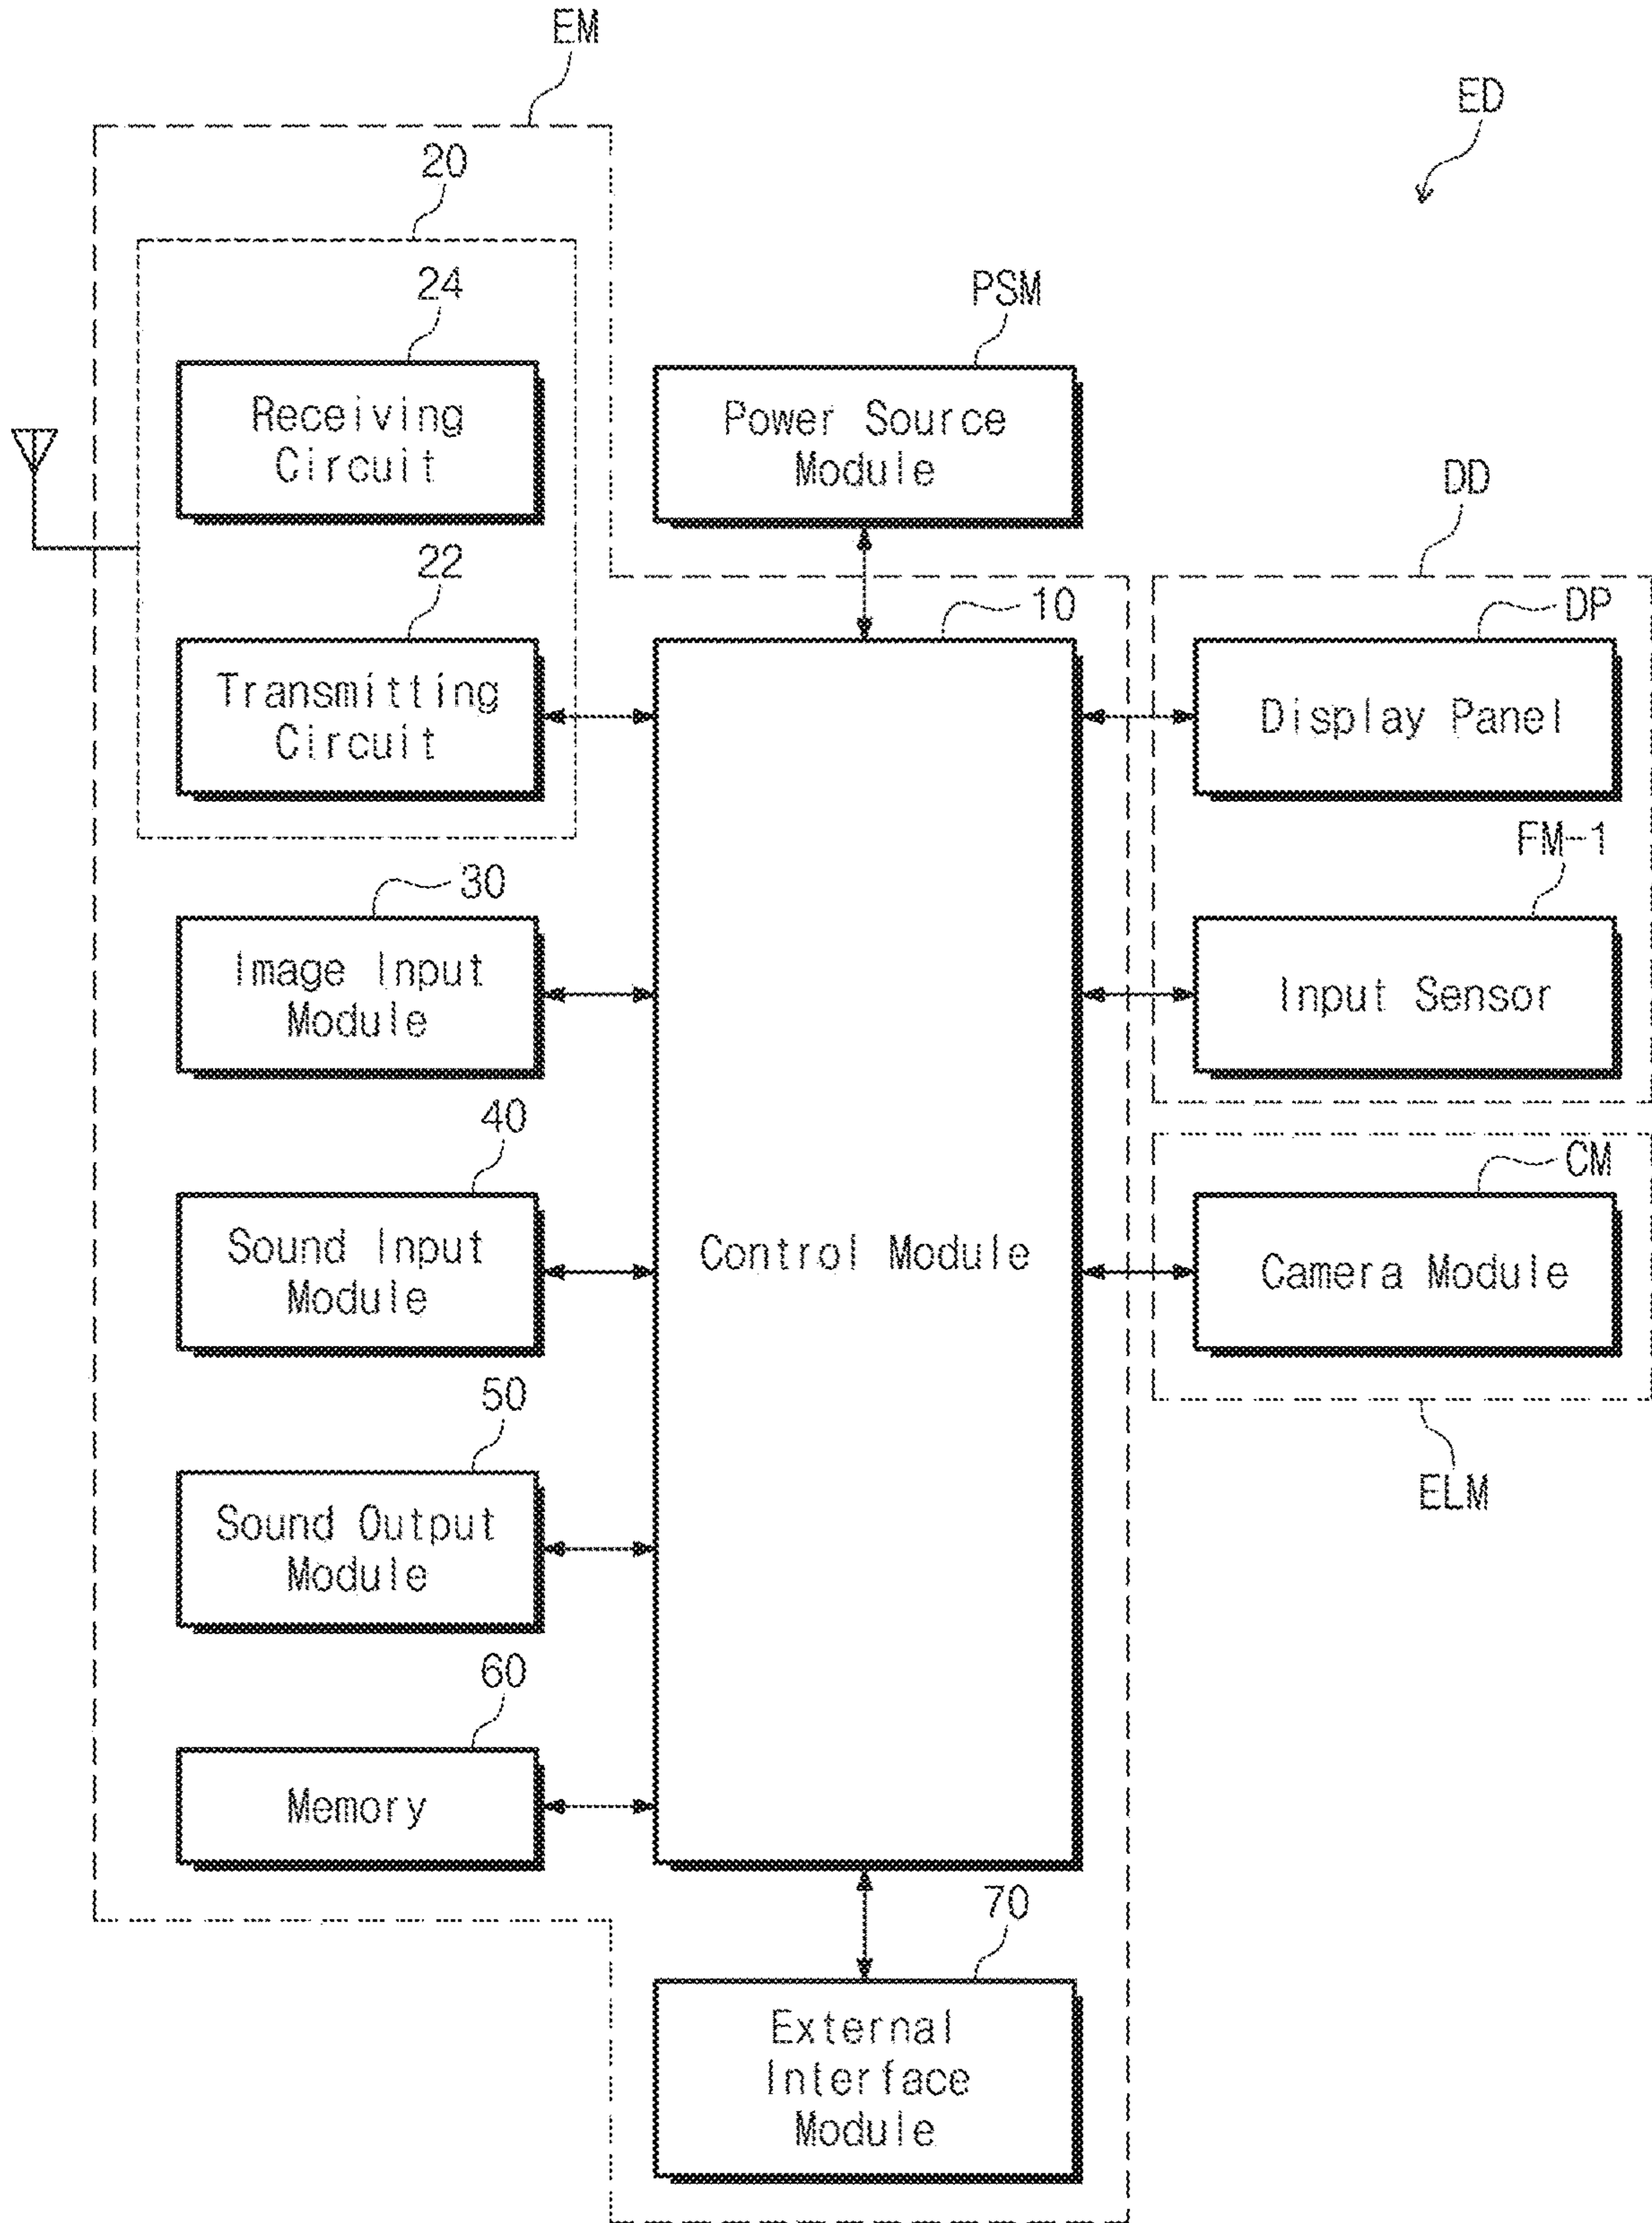 EM
ED
20
24
PSM
Receiving
Circuit
Power Source
Module
DD
22
10
DP
Transmitting
Circuit
Display Panel
FM-1
30
Image Input
Module
Input Sensor
40
CM
Sound Input
Module
Control Module
Camera Module
50
ELM
Sound Output
Module
60
Memory
70
External
Interface
Module